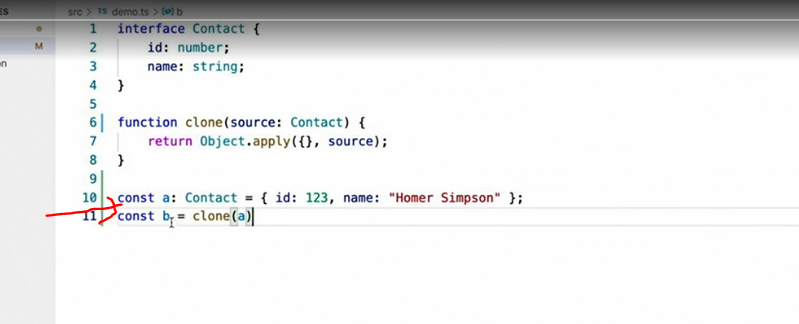 ES
src > TS demo.ts > b
M
on
1 interface Contact {
2 id: number;
3 name: string;
4 }
5
6 function clone(source: Contact) {
7 return Object.apply({}, source);
8 }
9
10 const a: Contact = { id: 123, name: "Homer Simpson" };
11 const b = clone(a)